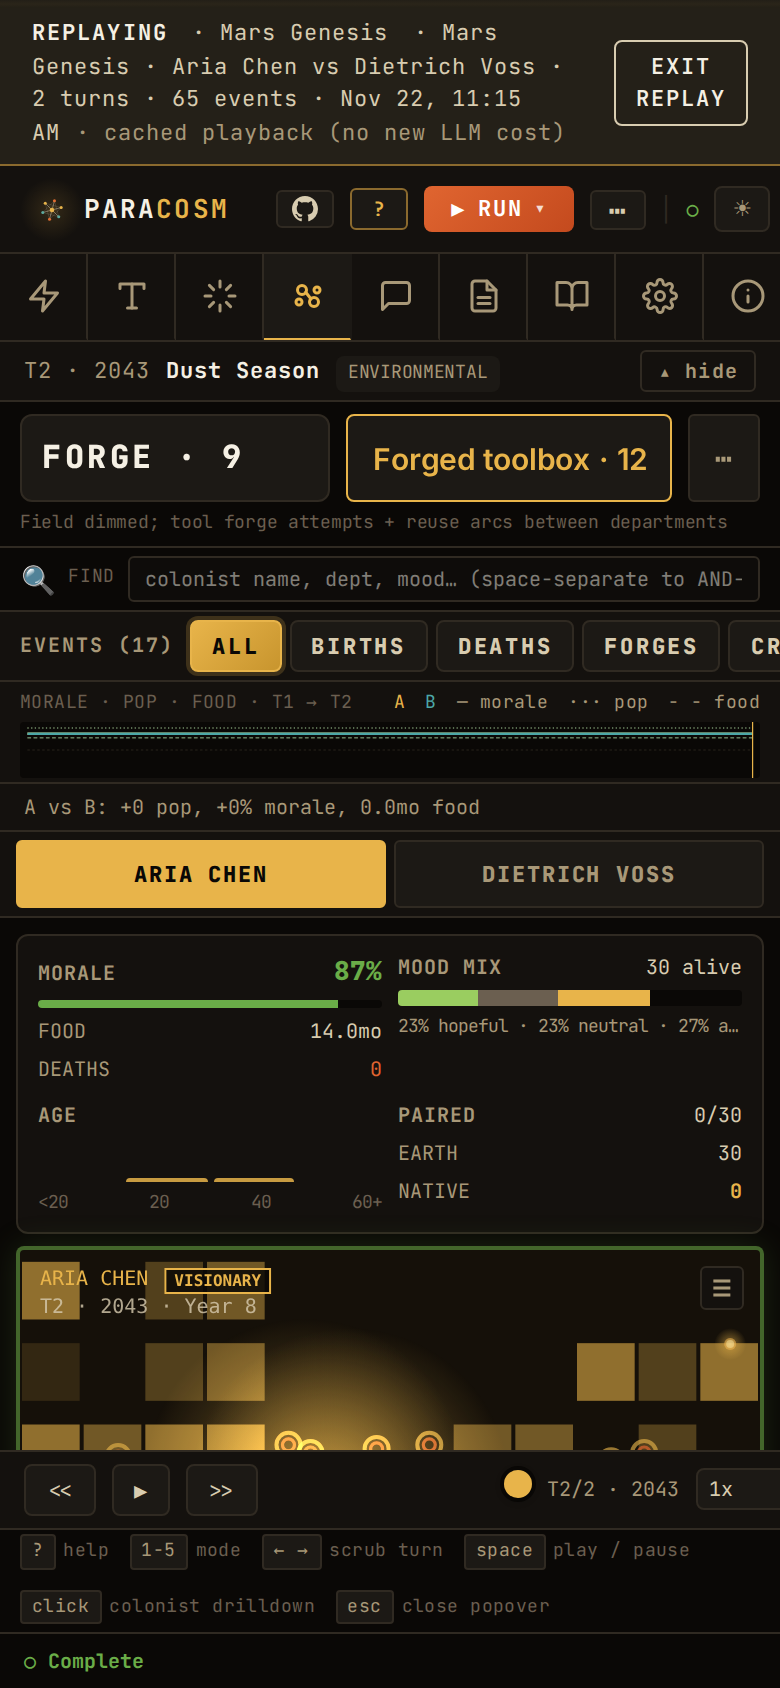 REPLAYING · Mars Genesis · Mars
Genesis · Aria Chen vs Dietrich Voss ·
2 turns · 65 events · Nov 22, 11:15
AM · cached playback (no new LLM cost)
EXIT
REPLAY
PARACOSM
?
▶ RUN ▾
…
T2 · 2043 Dust Season ENVIRONMENTAL
▴ hide
FORGE · 9
Forged toolbox · 12
…
Field dimmed; tool forge attempts + reuse arcs between departments
FIND
colonist name, dept, mood… (space-separate to AND-
EVENTS (17)
ALL
BIRTHS
DEATHS
FORGES
CR
MORALE · POP · FOOD · T1 → T2
A B — morale ··· pop - - food
A vs B: +0 pop, +0% morale, 0.0mo food
ARIA CHEN
DIETRICH VOSS
MORALE 87%
FOOD 14.0mo
DEATHS 0
MOOD MIX 30 alive
23% hopeful · 23% neutral · 27% a…
AGE
<20 20 40 60+
PAIRED 0/30
EARTH 30
NATIVE 0
ARIA CHEN VISIONARY
T2 · 2043 · Year 8
<< ▶ >>
T2/2 · 2043
1x
? help 1-5 mode ← → scrub turn space play / pause
click colonist drilldown esc close popover
○ Complete